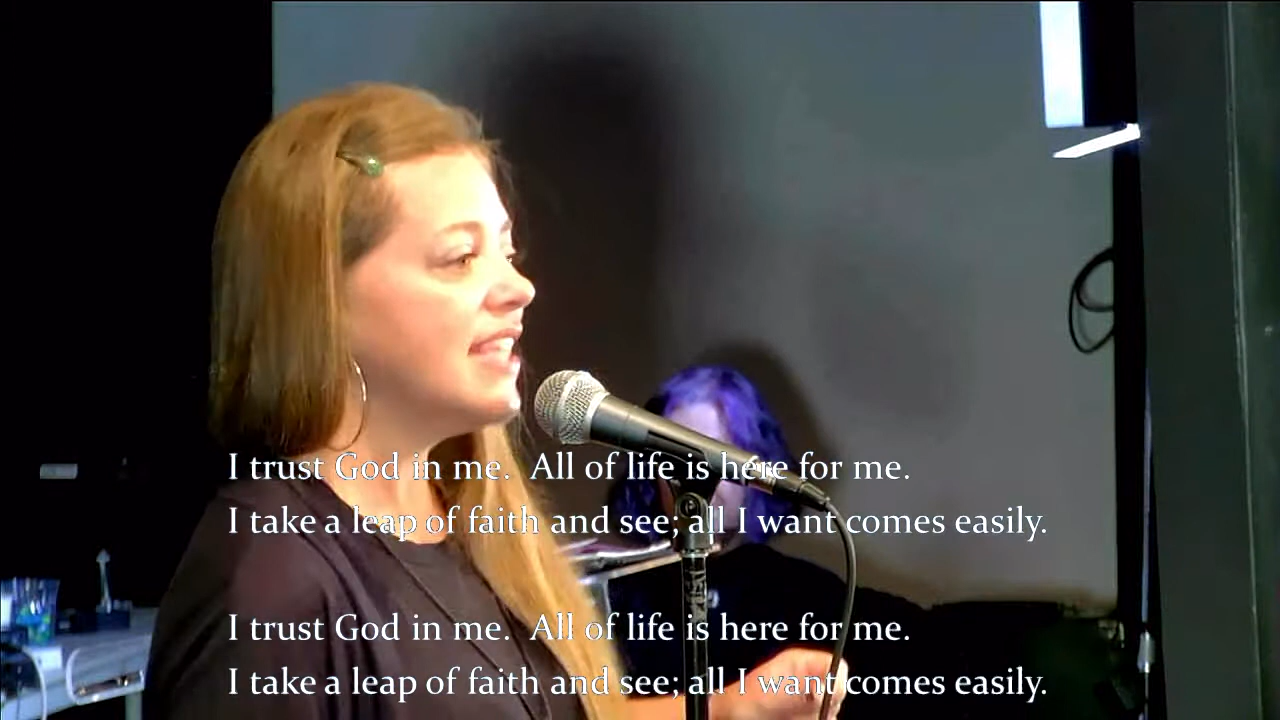 I trust God in me.  All of life is here for me.
I take a leap of faith and see; all I want comes easily.
I trust God in me.  All of life is here for me.
I take a leap of faith and see; all I want comes easily.